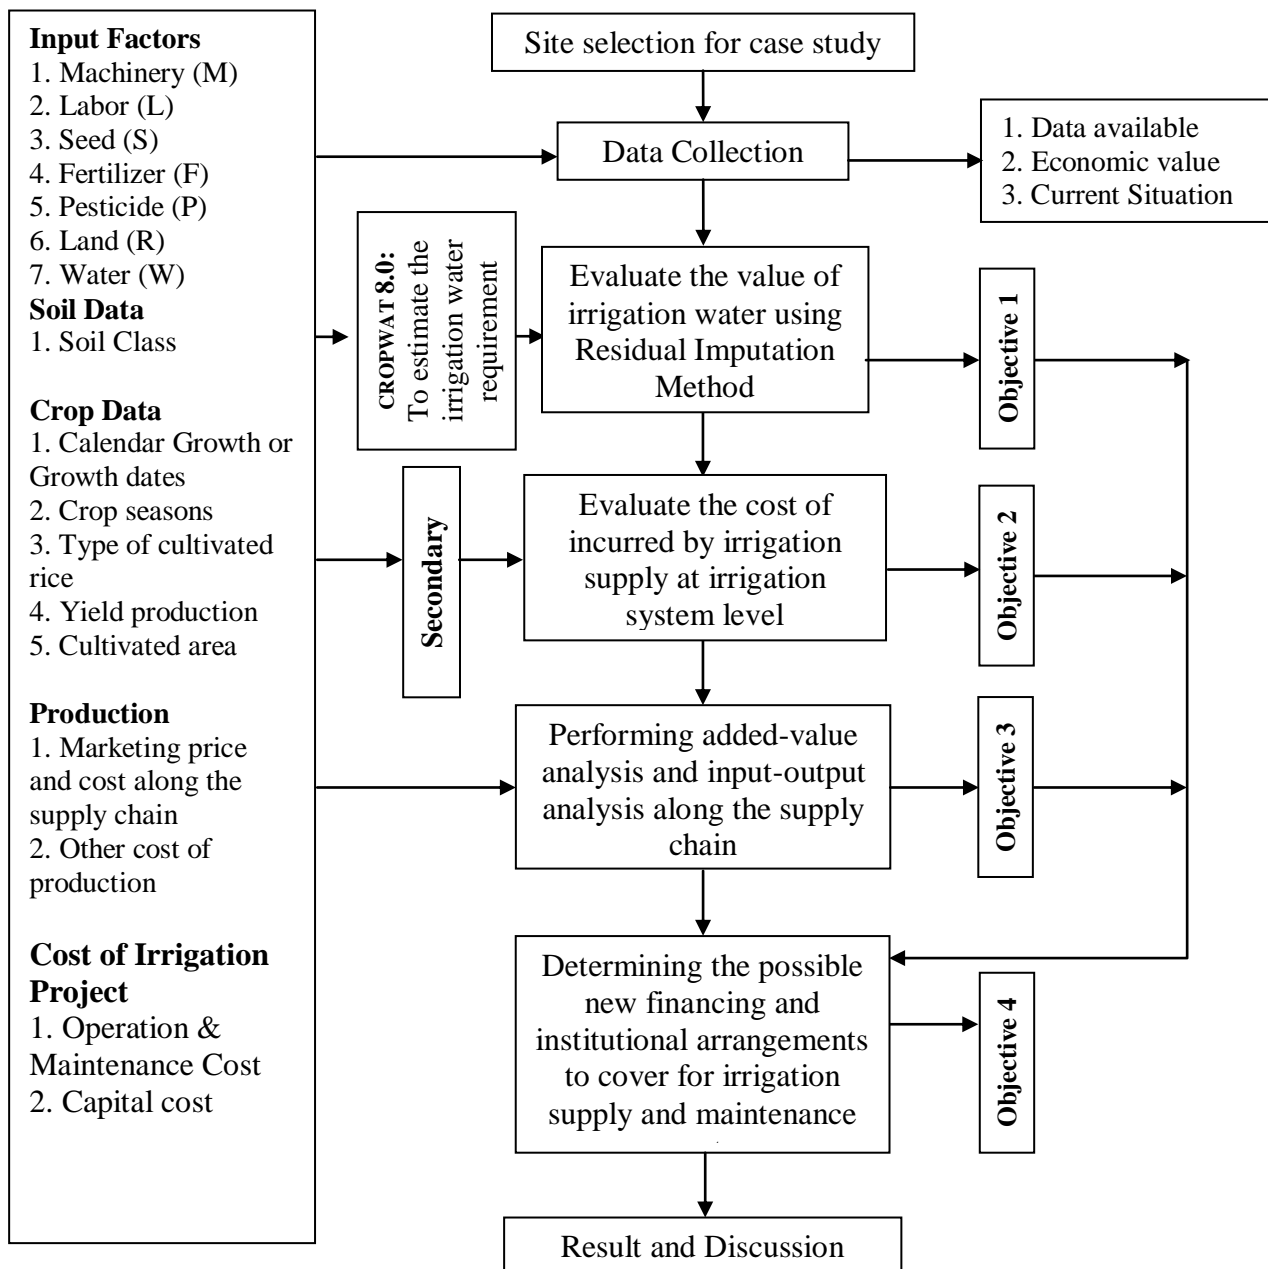 Input Factors
1. Machinery (M)
2. Labor (L)
3. Seed (S)
4. Fertilizer (F)
5. Pesticide (P)
6. Land (R)
7. Water (W)
Soil Data
1. Soil Class
Crop Data
1. Calendar Growth or
Growth dates
2. Crop seasons
3. Type of cultivated
rice
4. Yield production
5. Cultivated area
Production
1. Marketing price
and cost along the
supply chain
2. Other cost of
production
Cost of Irrigation
Project
1. Operation &
Maintenance Cost
2. Capital cost
Site selection for case study
Data Collection
1. Data available
2. Economic value
3. Current Situation
CROPWAT 8.0:
To estimate the
irrigation water
requirement
Evaluate the value of
irrigation water using
Residual Imputation
Method
Objective 1
Secondary
Evaluate the cost of
incurred by irrigation
supply at irrigation
system level
Objective 2
Performing added-value
analysis and input-output
analysis along the supply
chain
Objective 3
Determining the possible
new financing and
institutional arrangements
to cover for irrigation
supply and maintenance
.
Objective 4
Result and Discussion